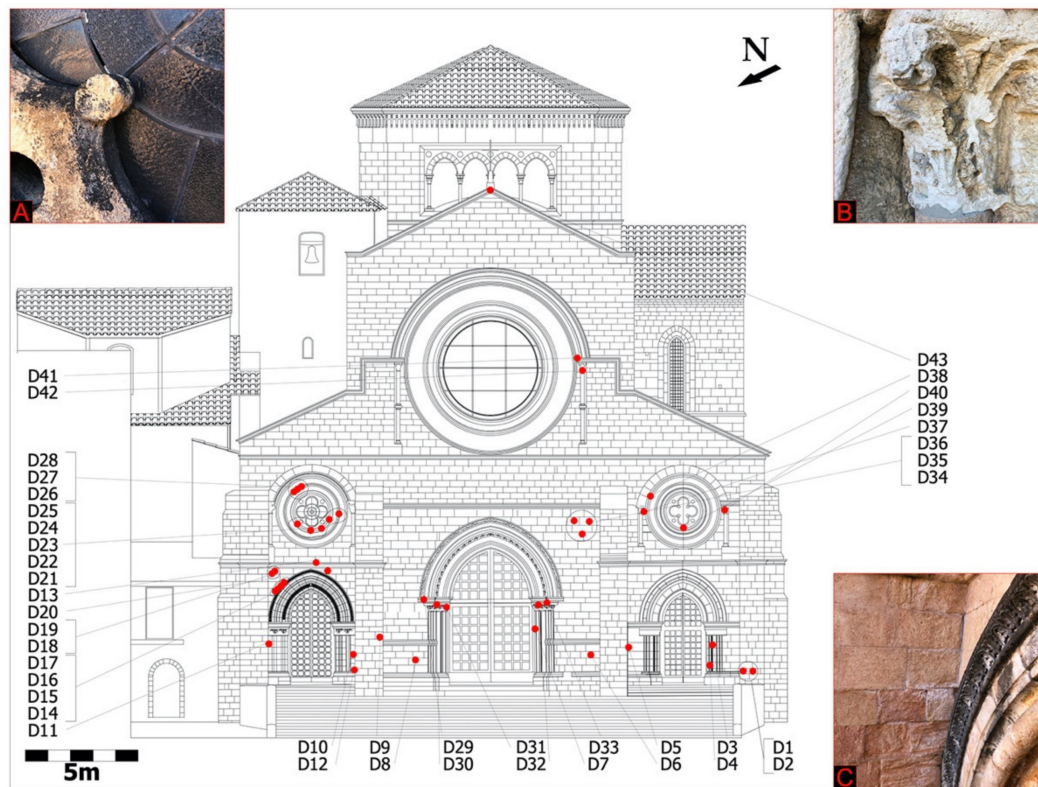 A
N
B
D41
D42
D43
D38
D40
D39
D37
D36
D35
D34
D28
D27
D26
D25
D24
D23
D22
D21
D13
D20
D19
D18
D17
D16
D15
D14
D11
D10 D9 D29 D31 D33 D5 D3 D1
D12 D8 D30 D32 D7 D6 D4 D2
5m
C